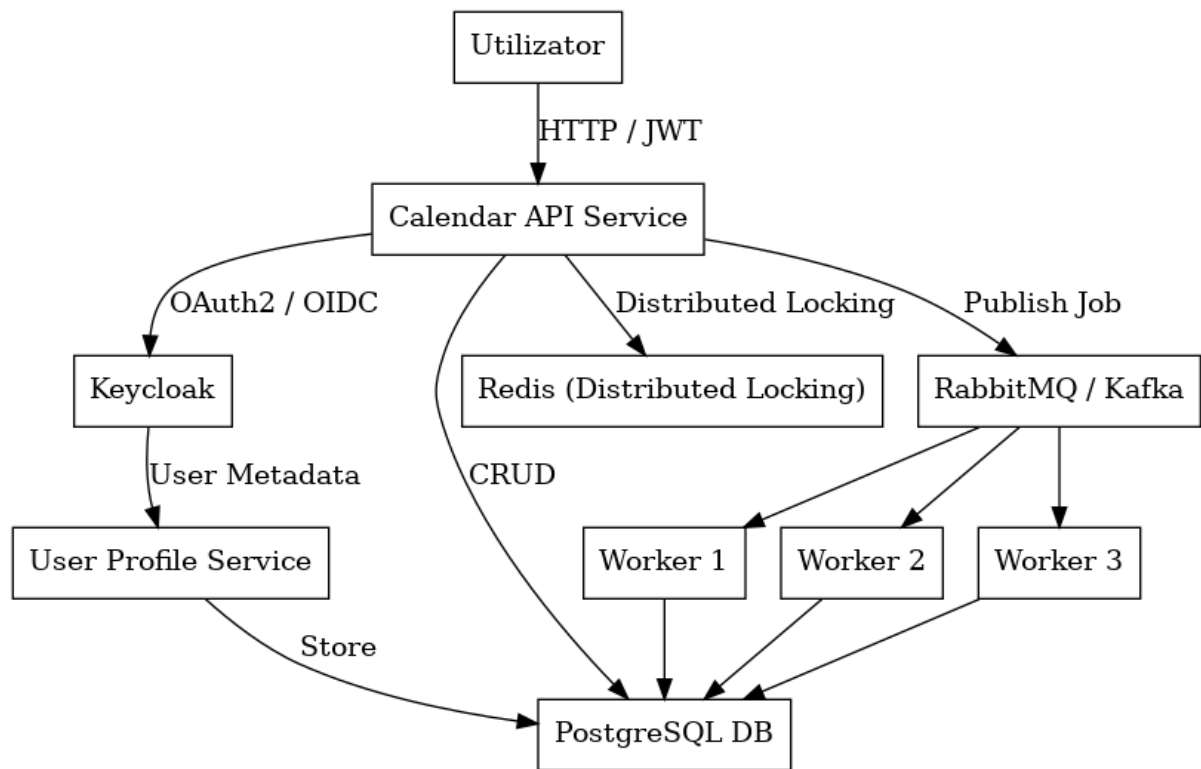 Utilizator
HTTP / JWT
Calendar API Service
OAuth2 / OIDC
Distributed Locking
Publish Job
Keycloak
Redis (Distributed Locking)
RabbitMQ / Kafka
User Metadata
CRUD
User Profile Service
Worker 1
Worker 2
Worker 3
Store
PostgreSQL DB